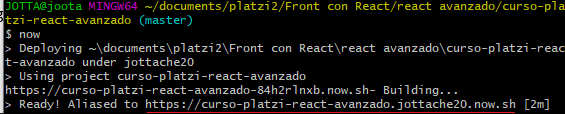 JOTTA@joota MINGW64 ~/documents/platzi2/Front con React/react avanzado/curso-pla
tzi-react-avanzado (master)
$ now
> Deploying ~\documents\platzi2\Front con React\react avanzado\curso-platzi-reac
t-avanzado under jottache20
> Using project curso-platzi-react-avanzado
https://curso-platzi-react-avanzado-84h2rlnxb.now.sh- Building...
> Ready! Aliased to https://curso-platzi-react-avanzado.jottache20.now.sh [2m]